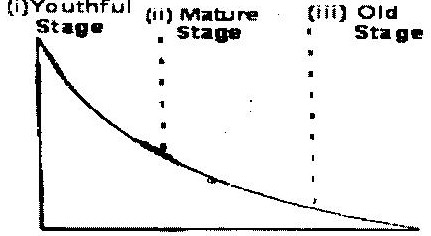 (i)Youthful
Stage
(ii) Mature
Stage
(iii) Old
Stage